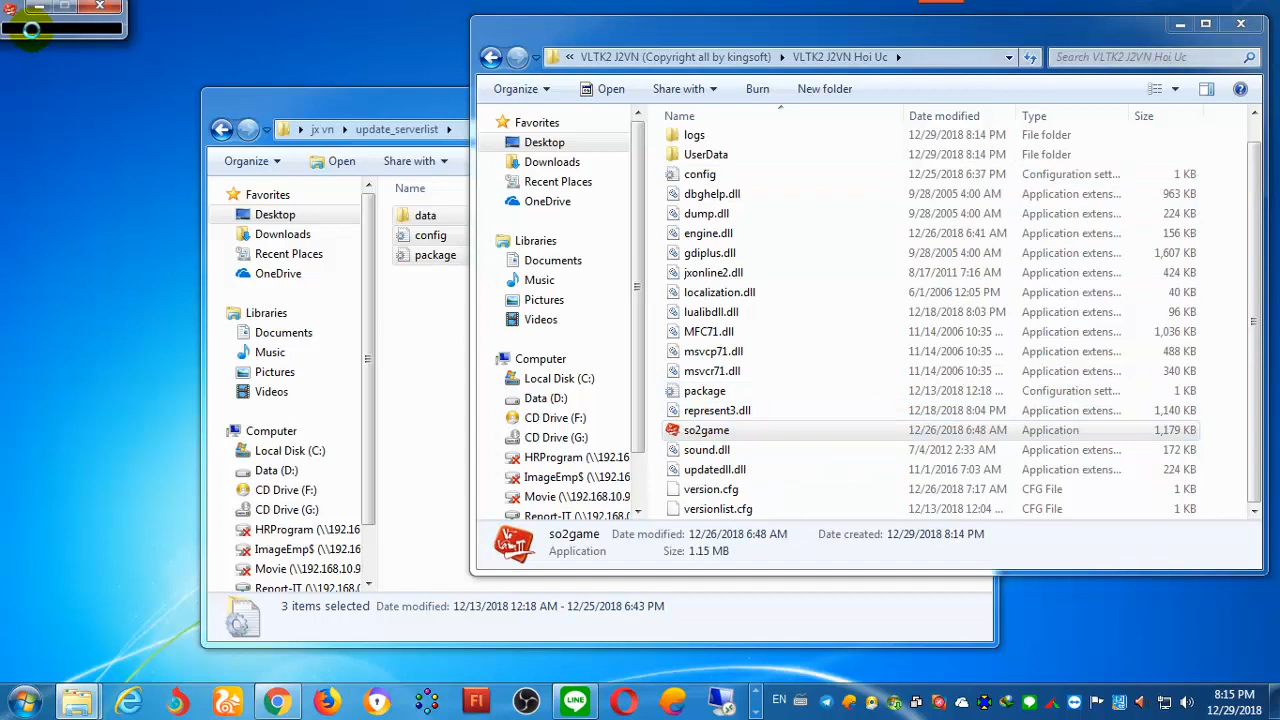 VLTK2 J2VN (Copyright all by kingsoft) VLTK2 J2VN Hoi Uc
Search VLTK2 J2VN Hoi Uc
Organize Open Share with Burn New folder
Favorites
Desktop
Downloads
Recent Places
OneDrive
Libraries
Documents
Music
Pictures
Videos
Computer
Local Disk (C:)
Data (D:)
CD Drive (F:)
CD Drive (G:)
HRProgram (\\192.16
ImageEmp$ (\\192.16
Movie (\\192.168.10.9
Report-IT (\\192.168.0
Name Date modified Type Size
logs 12/29/2018 8:14 PM File folder
UserData 12/29/2018 8:14 PM File folder
config 12/25/2018 6:37 PM Configuration sett... 1 KB
dbghelp.dll 9/28/2005 4:00 AM Application extens... 963 KB
dump.dll 9/28/2005 4:00 AM Application extens... 224 KB
engine.dll 12/26/2018 6:41 AM Application extens... 156 KB
gdiplus.dll 9/28/2005 4:00 AM Application extens... 1,607 KB
jxonline2.dll 8/17/2011 7:16 AM Application extens... 424 KB
localization.dll 6/1/2006 12:05 PM Application extens... 40 KB
lualibdll.dll 12/18/2018 8:03 PM Application extens... 96 KB
MFC71.dll 11/14/2006 10:35 ... Application extens... 1,036 KB
msvcp71.dll 11/14/2006 10:35 ... Application extens... 488 KB
msvcr71.dll 11/14/2006 10:35 ... Application extens... 340 KB
package 12/13/2018 12:18 ... Configuration sett... 1 KB
represent3.dll 12/18/2018 8:04 PM Application extens... 1,140 KB
so2game 12/26/2018 6:48 AM Application 1,179 KB
sound.dll 7/4/2012 2:33 AM Application extens... 172 KB
updatedll.dll 11/1/2016 7:03 AM Application extens... 224 KB
version.cfg 12/26/2018 7:17 AM CFG File 1 KB
versionlist.cfg 12/13/2018 12:04 ... CFG File 1 KB
so2game Date modified: 12/26/2018 6:48 AM Date created: 12/29/2018 8:14 PM
Application Size: 1.15 MB
jx vn update_serverlist
Organize Open Share with
Favorites
Desktop
Downloads
Recent Places
OneDrive
Libraries
Documents
Music
Pictures
Videos
Computer
Local Disk (C:)
Data (D:)
CD Drive (F:)
CD Drive (G:)
HRProgram (\\192.16
ImageEmp$ (\\192.16
Movie (\\192.168.10.9
Report-IT (\\192.168.0
Name
data
config
package
3 items selected Date modified: 12/13/2018 12:18 AM - 12/25/2018 6:43 PM
EN
8:15 PM
12/29/2018